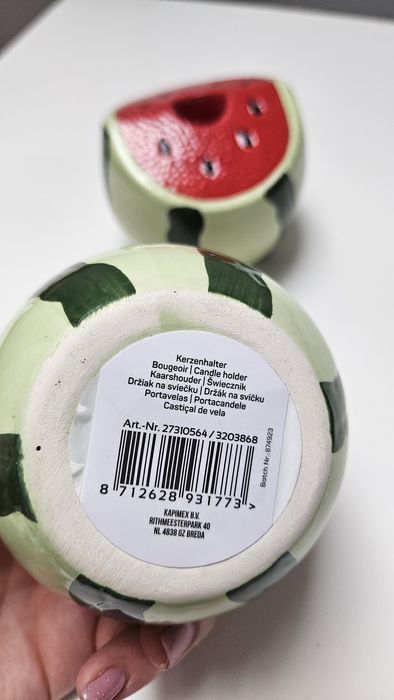 Kerzenhalter
Bougeoir | Candle holder
Kaarshouder | Świecznik
Držiak na sviečku | Držák na svíčku
Portavelas | Portacandele
Castiçal de vela
Art.-Nr. 27310564 / 3203868
Batch Nr.: 874923
8 712628 931773 >
KAPIMEX B.V.
RITHMEESTERPARK 40
NL 4838 GZ BREDA